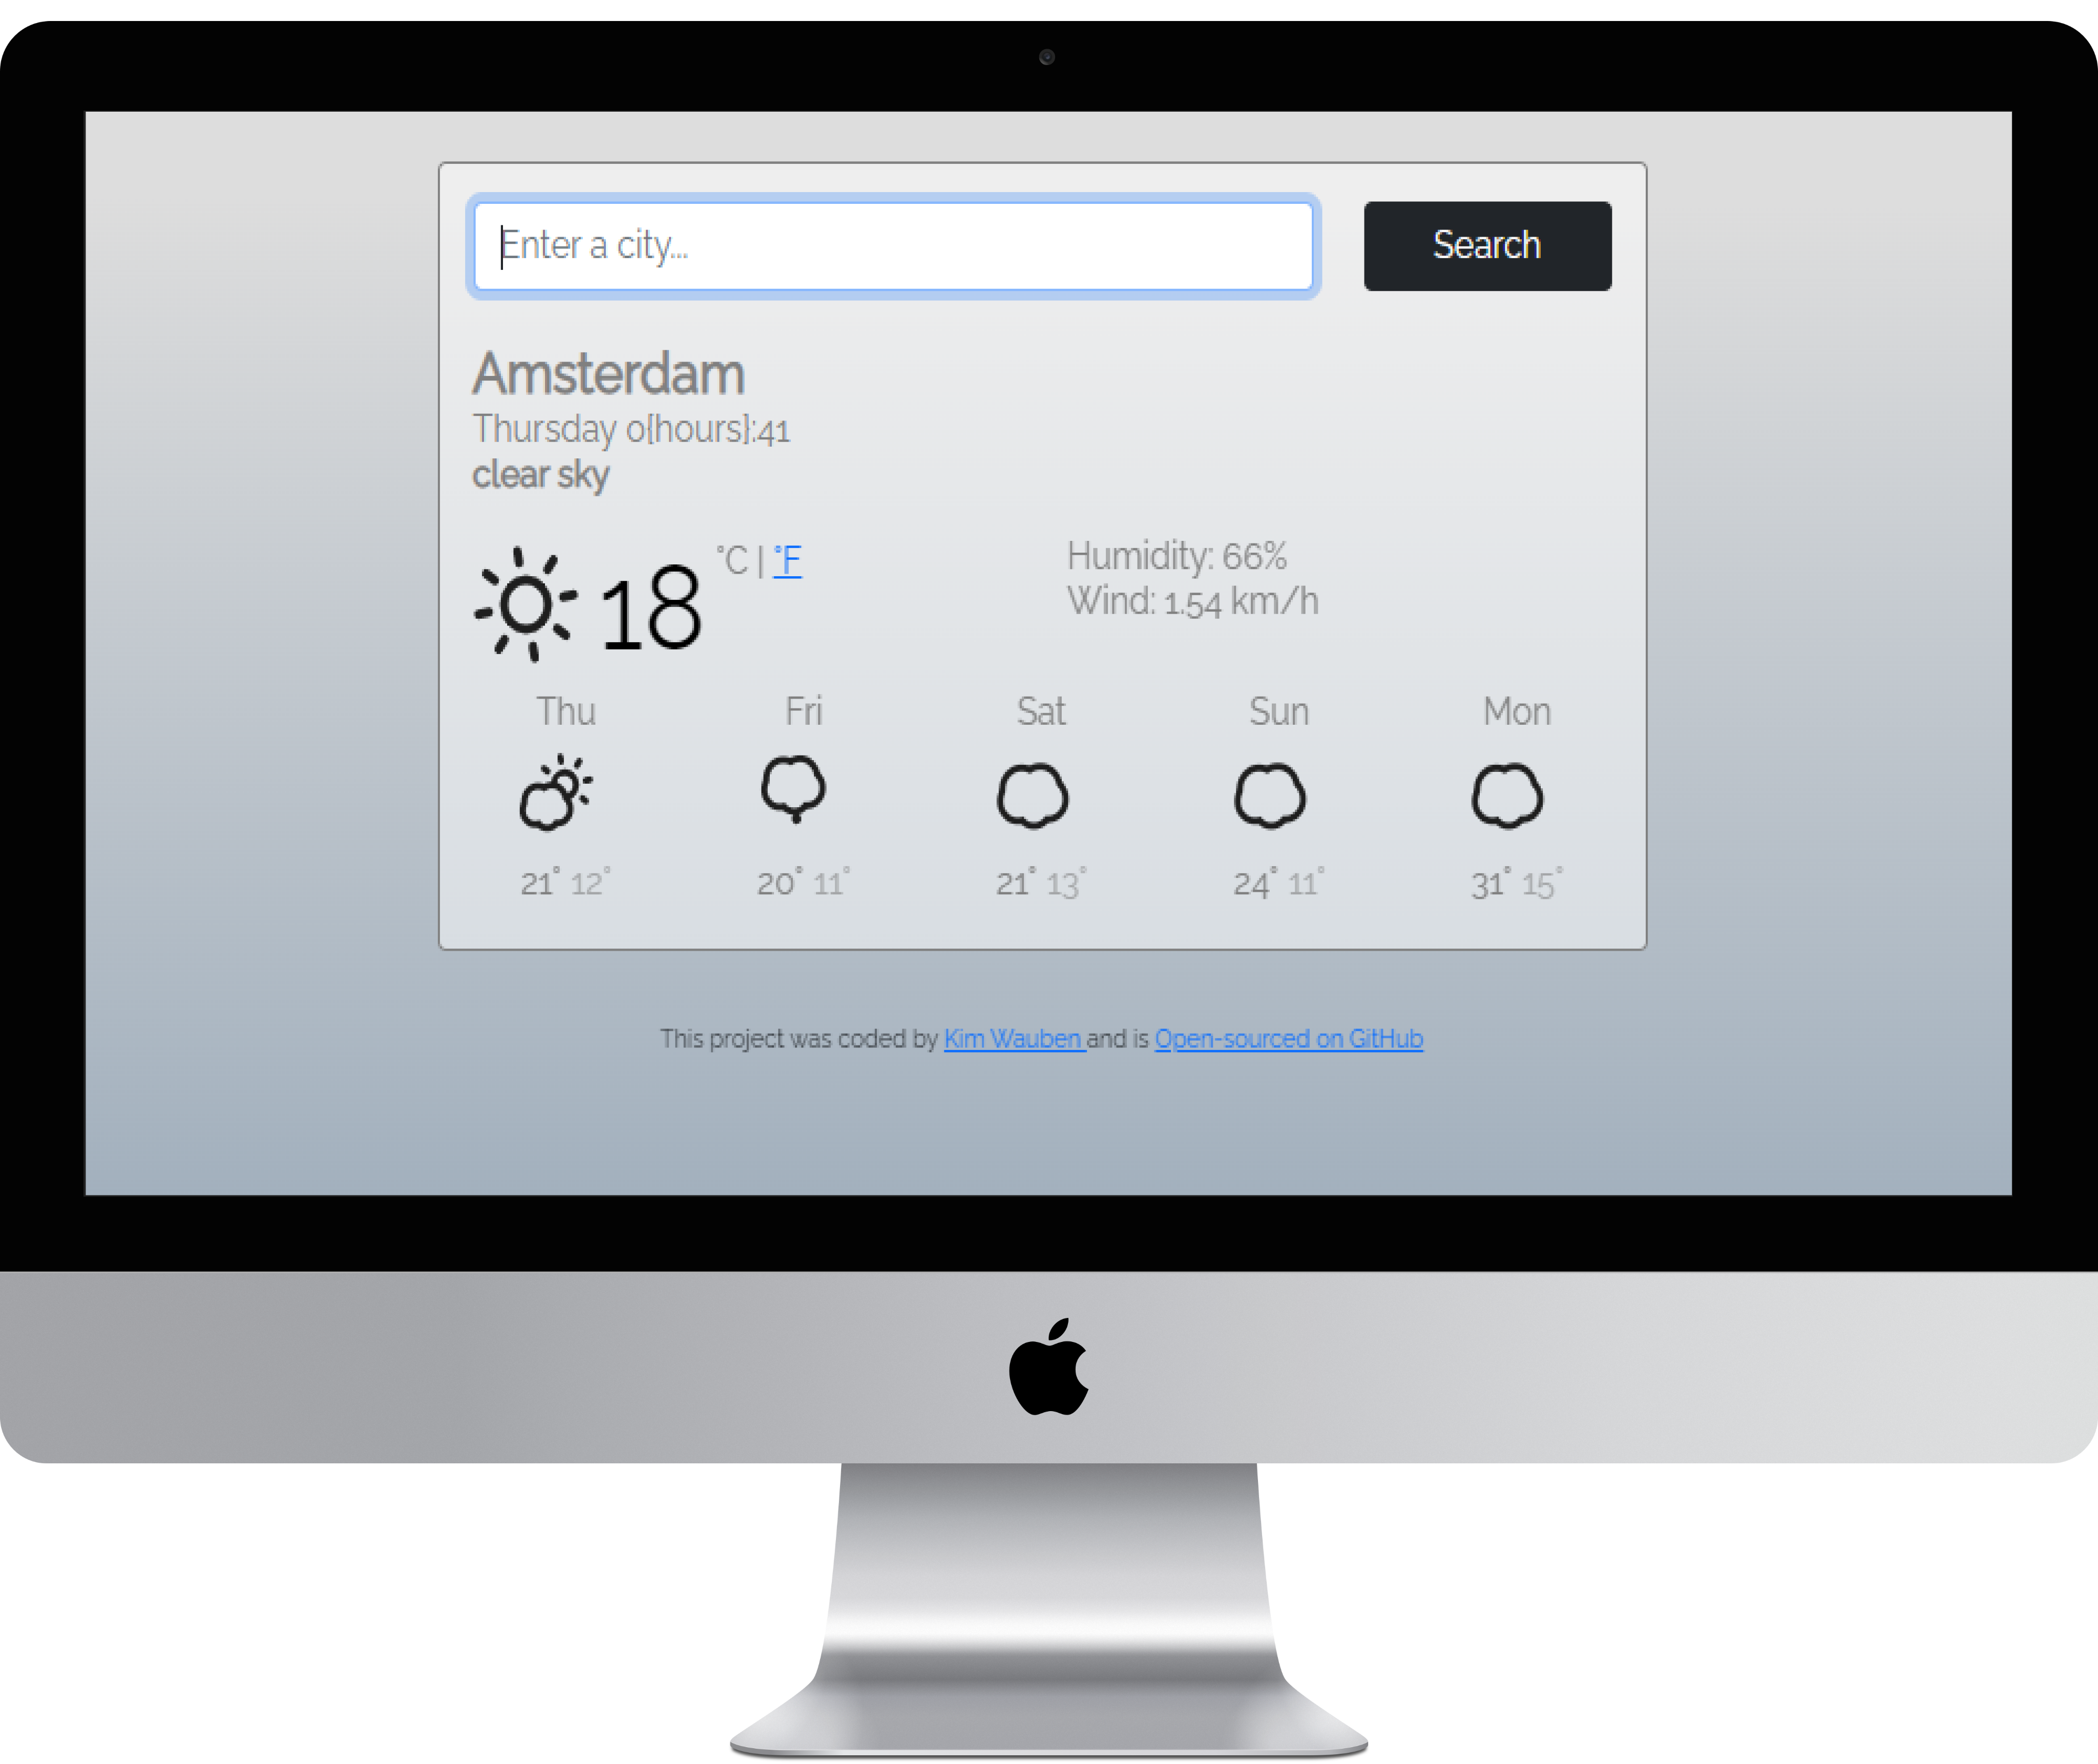 Enter a city...
Search
Amsterdam
Thursday 0{hours}:41
clear sky
18 °C | °F
Humidity: 66%
Wind: 1.54 km/h
Thu Fri Sat Sun Mon
21° 12° 20° 11° 21° 13° 24° 11° 31° 15°
This project was coded by Kim Wauben and is Open-sourced on GitHub